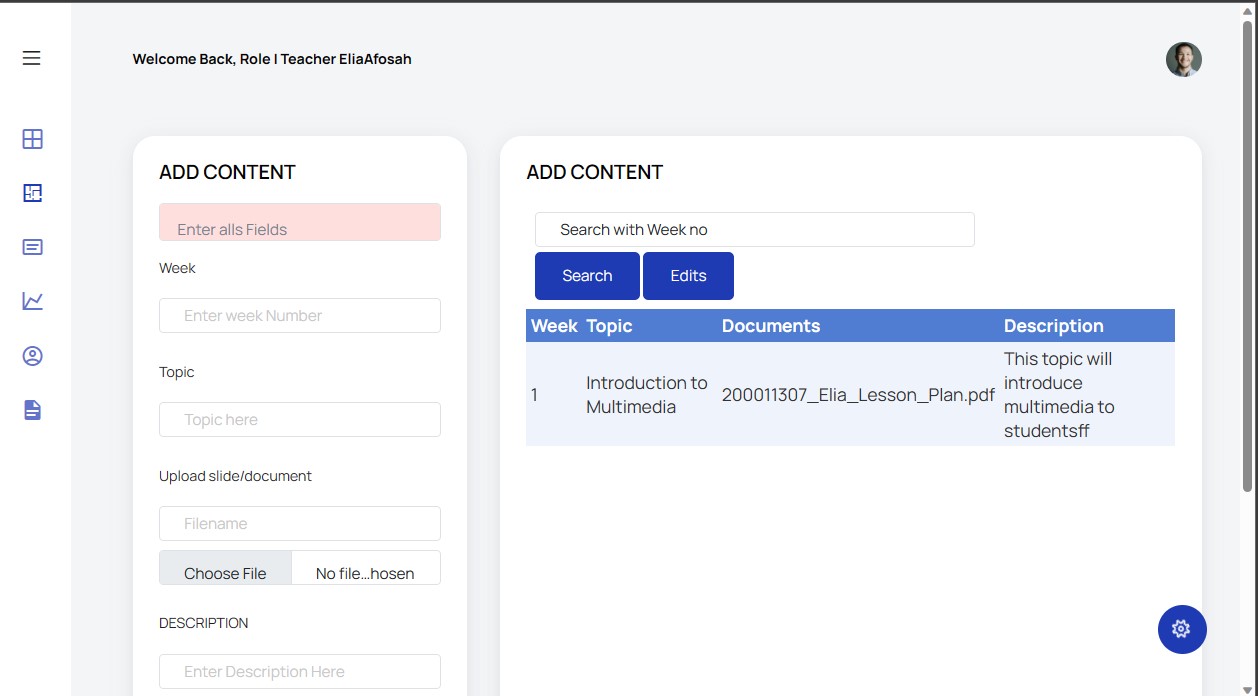 Welcome Back, Role I Teacher EliaAfosah
ADD CONTENT
Enter alls Fields
Week
Enter week Number
Topic
Topic here
Upload slide/document
Filename
Choose File No file...hosen
DESCRIPTION
Enter Description Here
ADD CONTENT
Search with Week no
Search Edits
Week Topic Documents Description
1 Introduction to Multimedia 200011307_Elia_Lesson_Plan.pdf This topic will
introduce
multimedia to
studentsff